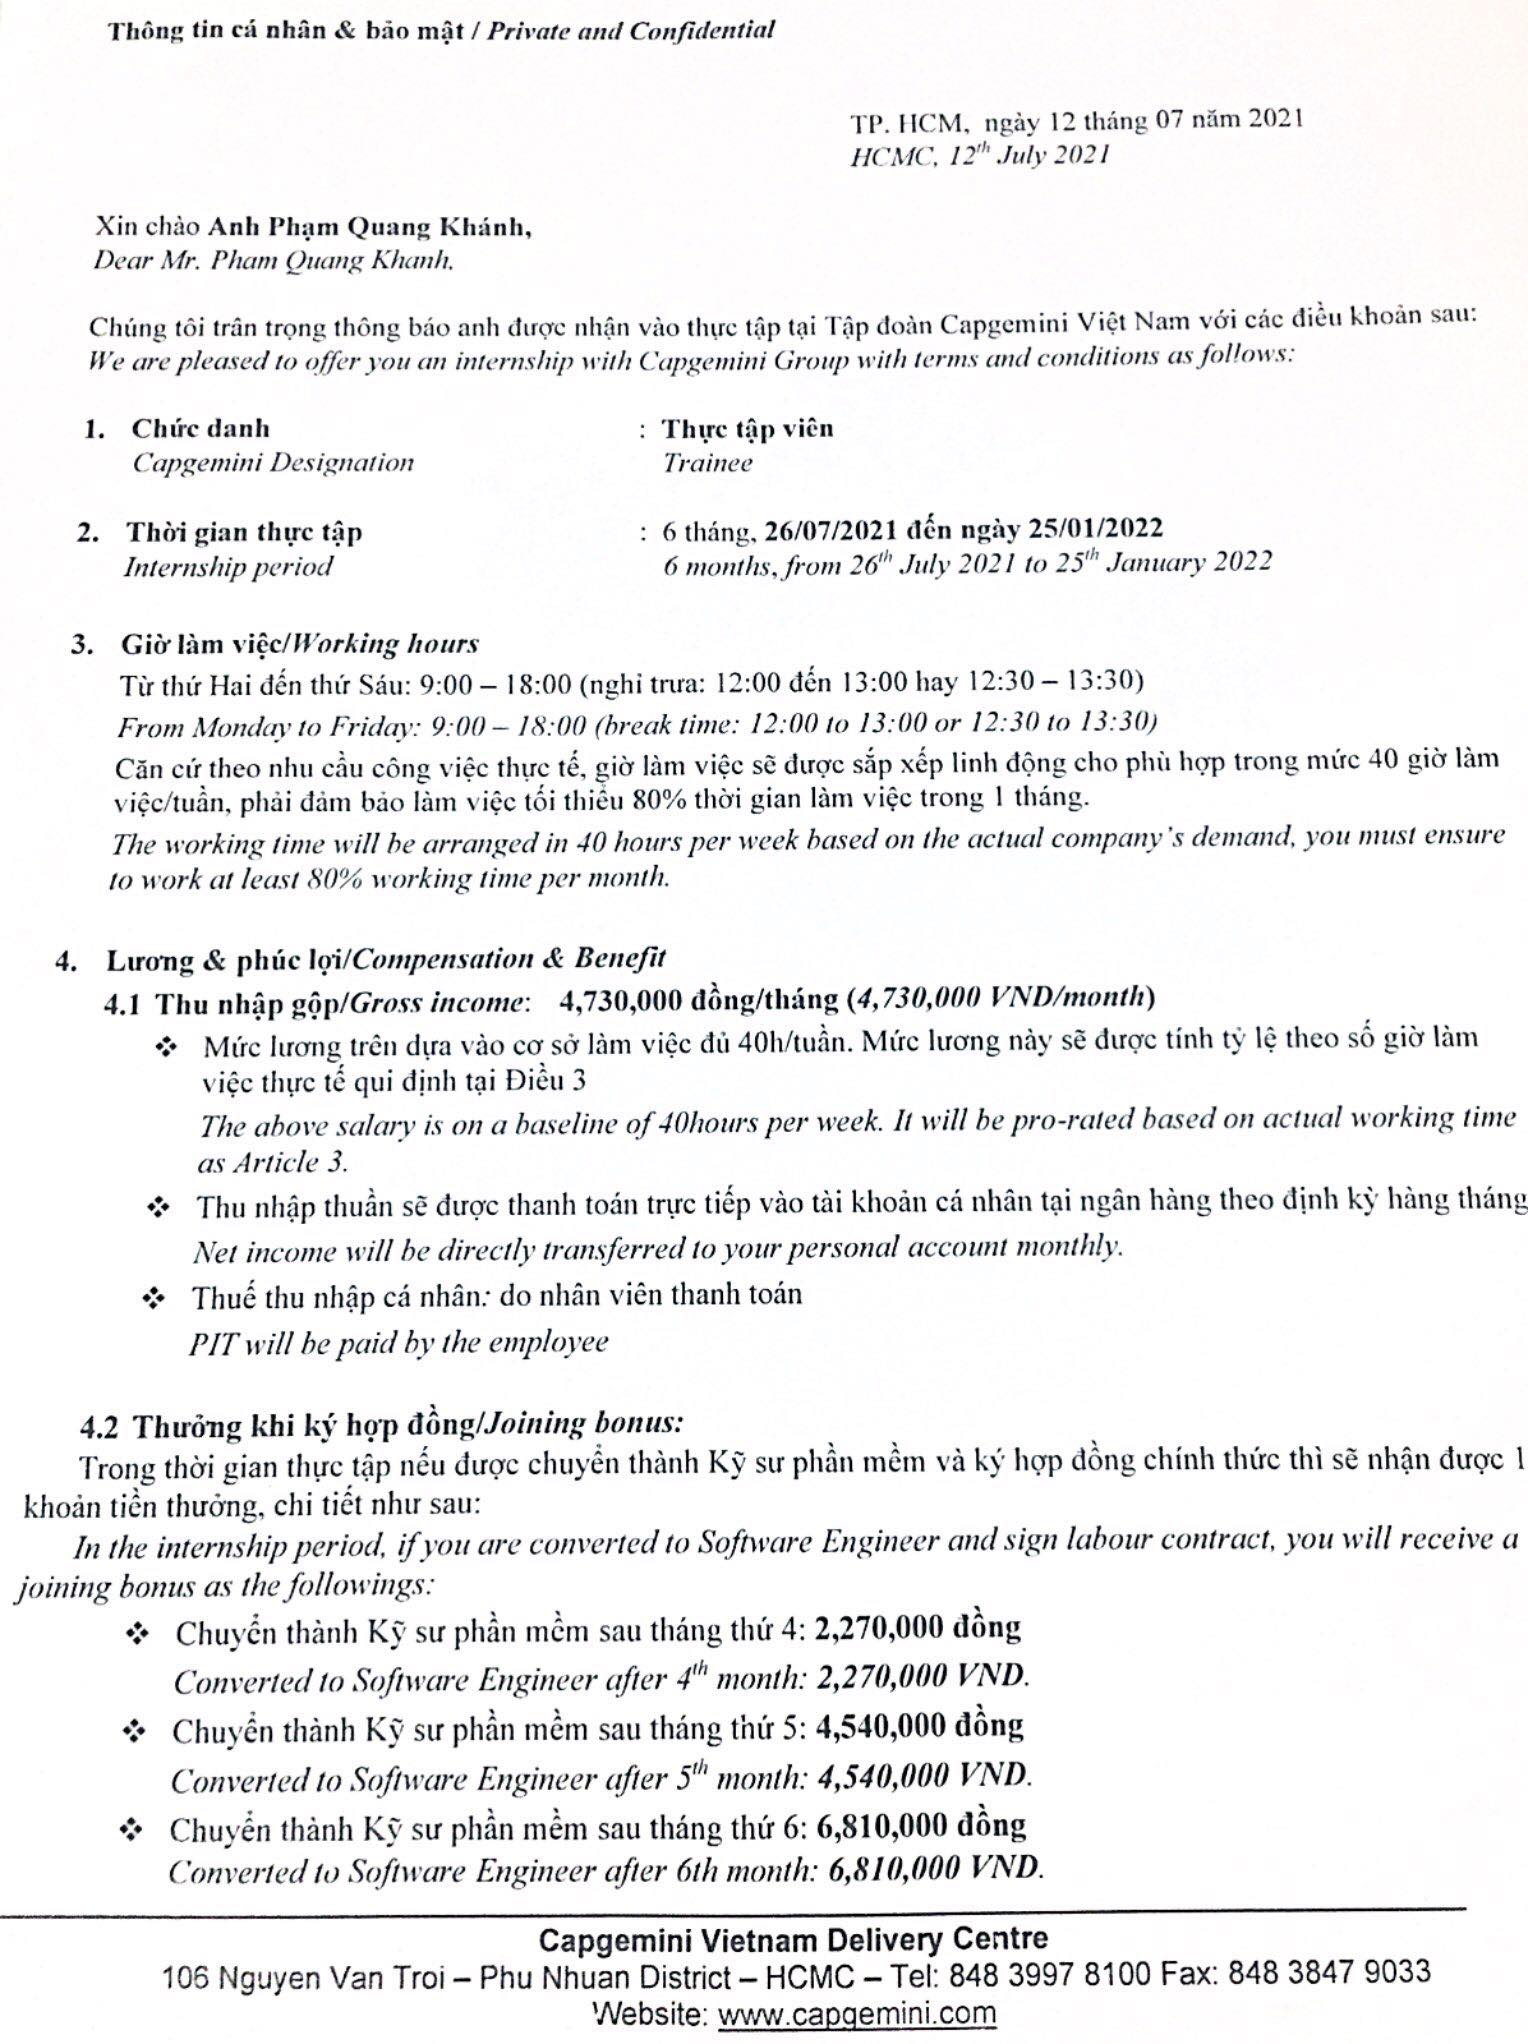 Thông tin cá nhân & bảo mật / Private and Confidential
TP. HCM, ngày 12 tháng 07 năm 2021
HCMC, 12th July 2021
Xin chào Anh Phạm Quang Khánh,
Dear Mr. Pham Quang Khanh,
Chúng tôi trân trọng thông báo anh được nhận vào thực tập tại Tập đoàn Capgemini Việt Nam với các điều khoản sau:
We are pleased to offer you an internship with Capgemini Group with terms and conditions as follows:
1. Chức danh : Thực tập viên
Capgemini Designation Trainee
2. Thời gian thực tập : 6 tháng, 26/07/2021 đến ngày 25/01/2022
Internship period 6 months, from 26th July 2021 to 25th January 2022
3. Giờ làm việc/Working hours
Từ thứ Hai đến thứ Sáu: 9:00 – 18:00 (nghỉ trưa: 12:00 đến 13:00 hay 12:30 – 13:30)
From Monday to Friday: 9:00 – 18:00 (break time: 12:00 to 13:00 or 12:30 to 13:30)
Căn cứ theo nhu cầu công việc thực tế, giờ làm việc sẽ được sắp xếp linh động cho phù hợp trong mức 40 giờ làm
việc/tuần, phải đảm bảo làm việc tối thiểu 80% thời gian làm việc trong 1 tháng.
The working time will be arranged in 40 hours per week based on the actual company's demand, you must ensure
to work at least 80% working time per month.
4. Lương & phúc lợi/Compensation & Benefit
4.1 Thu nhập gộp/Gross income: 4,730,000 đồng/tháng (4,730,000 VND/month)
❖ Mức lương trên dựa vào cơ sở làm việc đủ 40h/tuần. Mức lương này sẽ được tính tỷ lệ theo số giờ làm
việc thực tế qui định tại Điều 3
The above salary is on a baseline of 40hours per week. It will be pro-rated based on actual working time
as Article 3.
❖ Thu nhập thuần sẽ được thanh toán trực tiếp vào tài khoản cá nhân tại ngân hàng theo định kỳ hàng tháng
Net income will be directly transferred to your personal account monthly.
❖ Thuế thu nhập cá nhân: do nhân viên thanh toán
PIT will be paid by the employee
4.2 Thưởng khi ký hợp đồng/Joining bonus:
Trong thời gian thực tập nếu được chuyển thành Kỹ sư phần mềm và ký hợp đồng chính thức thì sẽ nhận được 1
khoản tiền thưởng, chi tiết như sau:
In the internship period, if you are converted to Software Engineer and sign labour contract, you will receive a
joining bonus as the followings:
❖ Chuyển thành Kỹ sư phần mềm sau tháng thứ 4: 2,270,000 đồng
Converted to Software Engineer after 4th month: 2,270,000 VND.
❖ Chuyển thành Kỹ sư phần mềm sau tháng thứ 5: 4,540,000 đồng
Converted to Software Engineer after 5th month: 4,540,000 VND.
❖ Chuyển thành Kỹ sư phần mềm sau tháng thứ 6: 6,810,000 đồng
Converted to Software Engineer after 6th month: 6,810,000 VND.
Capgemini Vietnam Delivery Centre
106 Nguyen Van Troi – Phu Nhuan District – HCMC – Tel: 848 3997 8100 Fax: 848 3847 9033
Website: www.capgemini.com